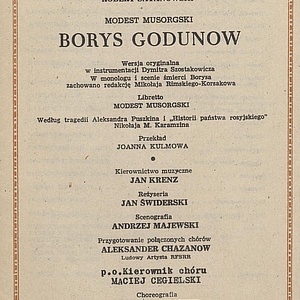 MODEST MUSORGSKI
BORYS GODUNOW
Wersja oryginalna
w instrumentacji Dymitra Szostakowicza
W monologu i scenie śmierci Borysa
zachowano redakcję Mikołaja Rimskiego-Korsakowa
Libretto
MODEST MUSORGSKI
Według tragedii Aleksandra Puszkina i „Historii państwa rosyjskiego"
Nikołaja M. Karamzina
Przekład
JOANNA KULMOWA
Kierownictwo muzyczne
JAN KRENZ
Reżyseria
JAN ŚWIDERSKI
Scenografia
ANDRZEJ MAJEWSKI
Przygotowanie połączonych chórów
ALEKSANDER CHAZANOW
Ludowy Artysta RFSRR
p.o.Kierownik chóru
MACIEJ CEGIELSKI
Choreografia